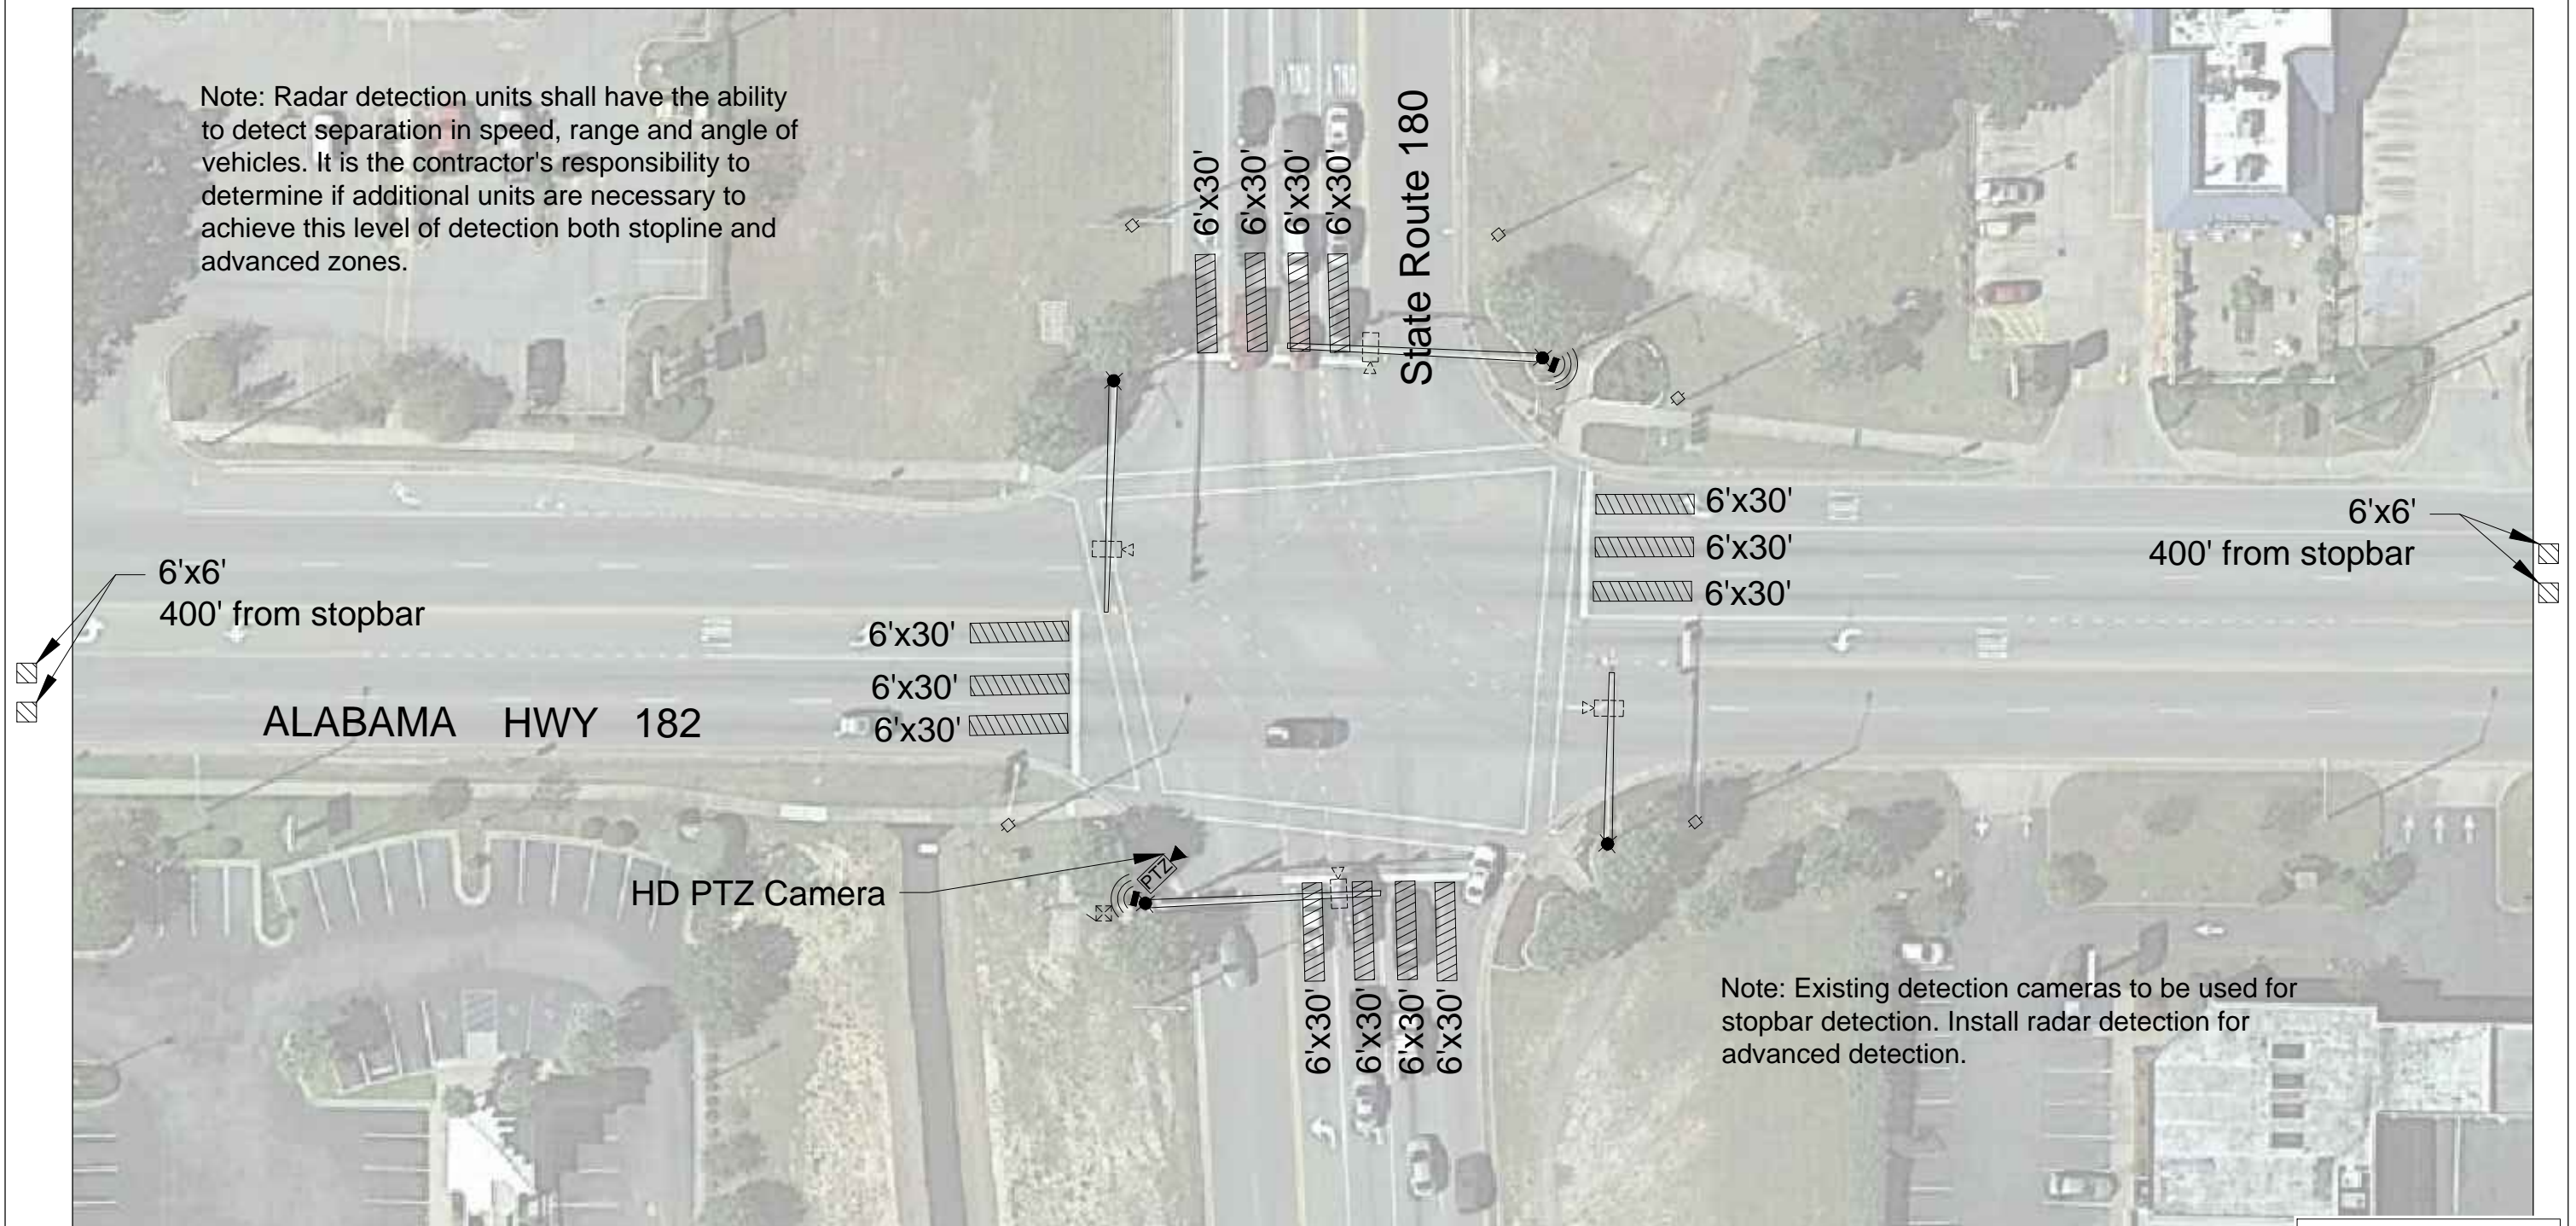 Note: Radar detection units shall have the ability
to detect separation in speed, range and angle of
vehicles. It is the contractor's responsibility to
determine if additional units are necessary to
achieve this level of detection both stopline and
advanced zones.
6'x30'
6'x30'
6'x30'
6'x30'
State Route 180
6'x30'
6'x30'
6'x30'
6'x6'
400' from stopbar
6'x6'
400' from stopbar
6'x30'
6'x30'
6'x30'
ALABAMA HWY 182
HD PTZ Camera
PTZ
6'x30'
6'x30'
6'x30'
6'x30'
Note: Existing detection cameras to be used for
stopbar detection. Install radar detection for
advanced detection.